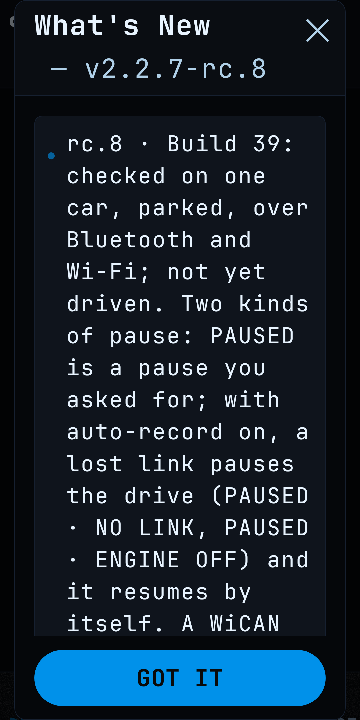 What's New
— v2.2.7-rc.8
rc.8 · Build 39:
checked on one
car, parked, over
Bluetooth and
Wi-Fi; not yet
driven. Two kinds
of pause: PAUSED
is a pause you
asked for; with
auto-record on, a
lost link pauses
the drive (PAUSED
· NO LINK, PAUSED
· ENGINE OFF) and
it resumes by
itself. A WiCAN
GOT IT